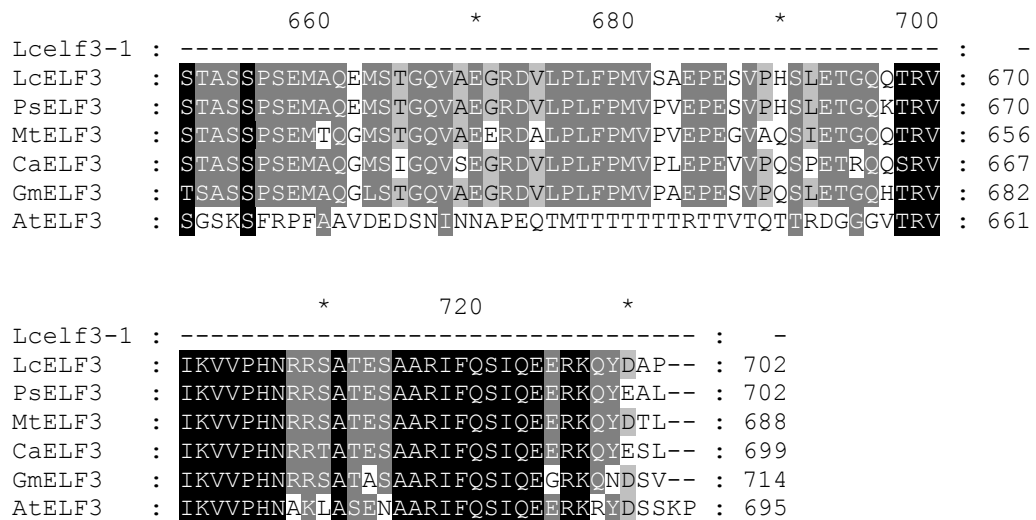 660 * 680 * 700
Lcelf3-1 : -------------------------------------------------- : -
LcELF3 : STASSPSEMAQEMSTGQVAEGRDVLPLFPMVSAEPESVPHSLETGQQTRV : 670
PsELF3 : STASSPSEMAQEMSTGQVAEGRDVLPLFPMVPVEPESVPHSLETGQKTRV : 670
MtELF3 : STASSPSEMTQGMSTGQVAEERDALPLFPMVPVEPEGVAQSIETGQQTRV : 656
CaELF3 : STASSPSEMAQGMSIGQVSEGRDVLPLFPMVPLEPEVVPQSPETRQQSRV : 667
GmELF3 : TSASSPSEMAQGLSTGQVAEGRDVLPLFPMVPAEPESVPQSLETGQHTRV : 682
AtELF3 : SGSKSFRPFAAVDEDSNINNAPEQTMTTTTTTTRTTVTQTTRDGGGVTRV : 661
* 720 *
Lcelf3-1 : ---------------------------------- : -
LcELF3 : IKVVPHNRRSATESAARIFQSIQEERKQYDAP-- : 702
PsELF3 : IKVVPHNRRSATESAARIFQSIQEERKQYEAL-- : 702
MtELF3 : IKVVPHNRRSATESAARIFQSIQEERKQYDTL-- : 688
CaELF3 : IKVVPHNRRTATESAARIFQSIQEERKQYESL-- : 699
GmELF3 : IKVVPHNRRSATASAARIFQSIQEGRKQNDSV-- : 714
AtELF3 : IKVVPHNAKLASENAARIFQSIQEERKRYDSSKP : 695